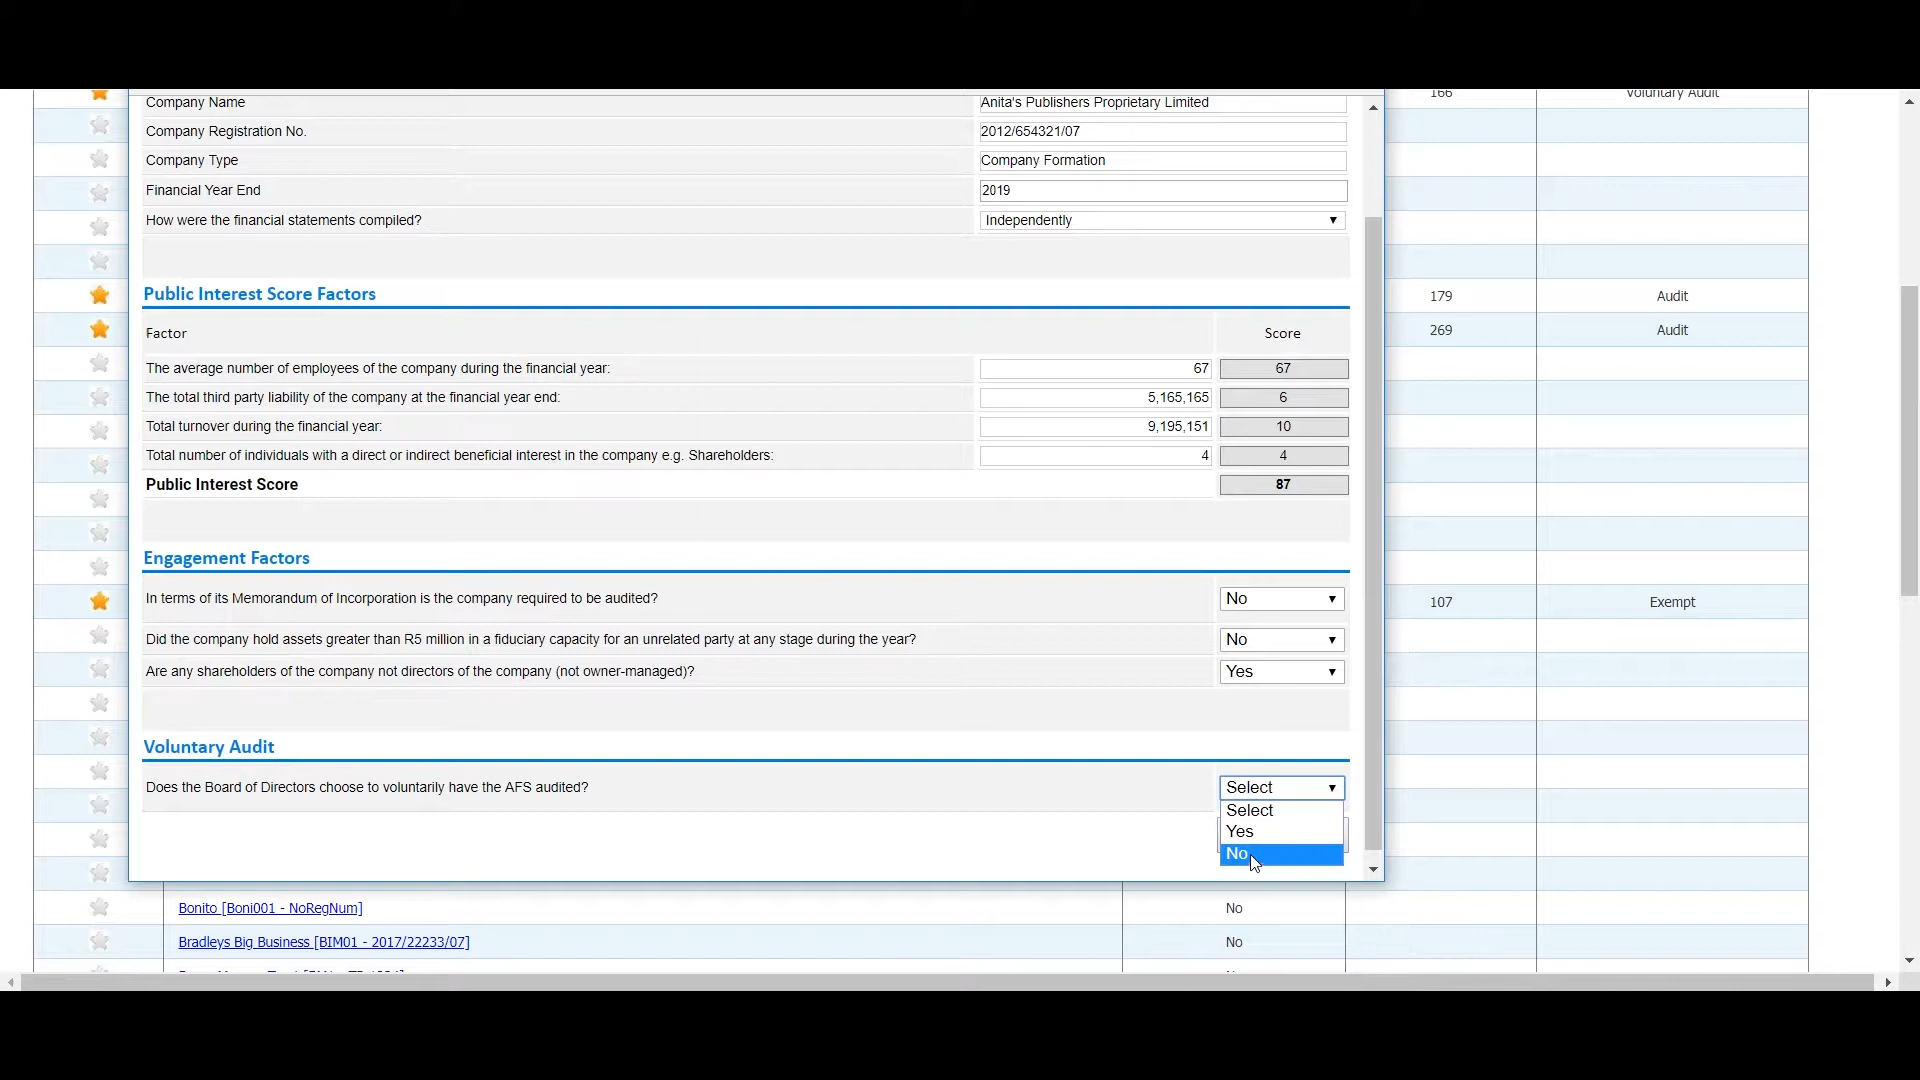 166 Voluntary Audit
Company Name Anita's Publishers Proprietary Limited
Company Registration No. 2012/654321/07
Company Type Company Formation
Financial Year End 2019
How were the financial statements compiled? Independently
Public Interest Score Factors
179 Audit
Factor Score
269 Audit
The average number of employees of the company during the financial year: 67 67
The total third party liability of the company at the financial year end: 5,165,165 6
Total turnover during the financial year: 9,195,151 10
Total number of individuals with a direct or indirect beneficial interest in the company e.g. Shareholders: 4 4
Public Interest Score 87
Engagement Factors
In terms of its Memorandum of Incorporation is the company required to be audited? No
107 Exempt
Did the company hold assets greater than R5 million in a fiduciary capacity for an unrelated party at any stage during the year? No
Are any shareholders of the company not directors of the company (not owner-managed)? Yes
Voluntary Audit
Does the Board of Directors choose to voluntarily have the AFS audited? Select
Select
Yes
No
Bonito [Boni001 - NoRegNum] No
Bradleys Big Business [BIM01 - 2017/22233/07] No